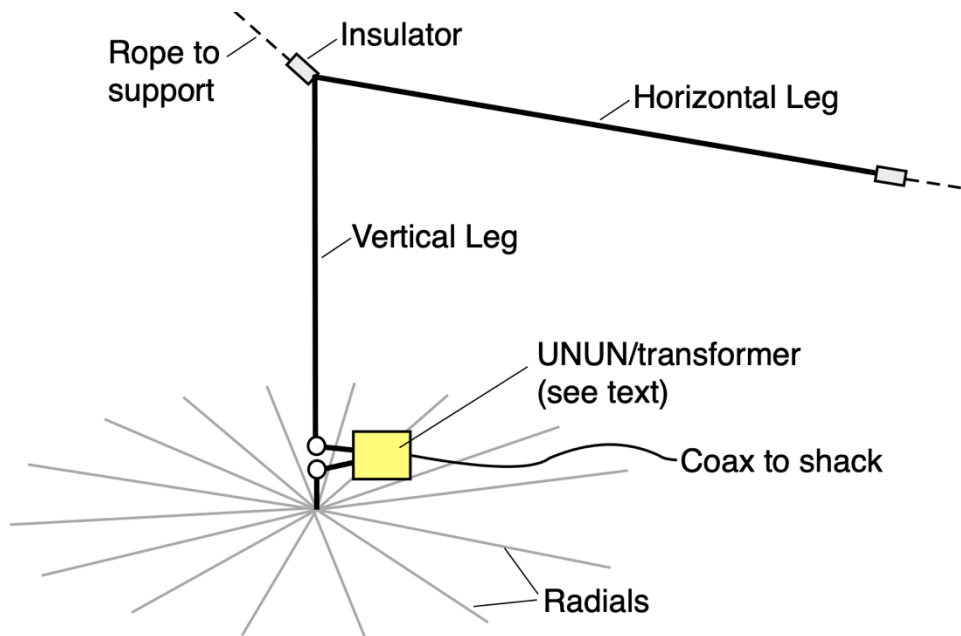 Insulator
Rope to
support
Horizontal Leg
Vertical Leg
UNUN/transformer
(see text)
Coax to shack
Radials